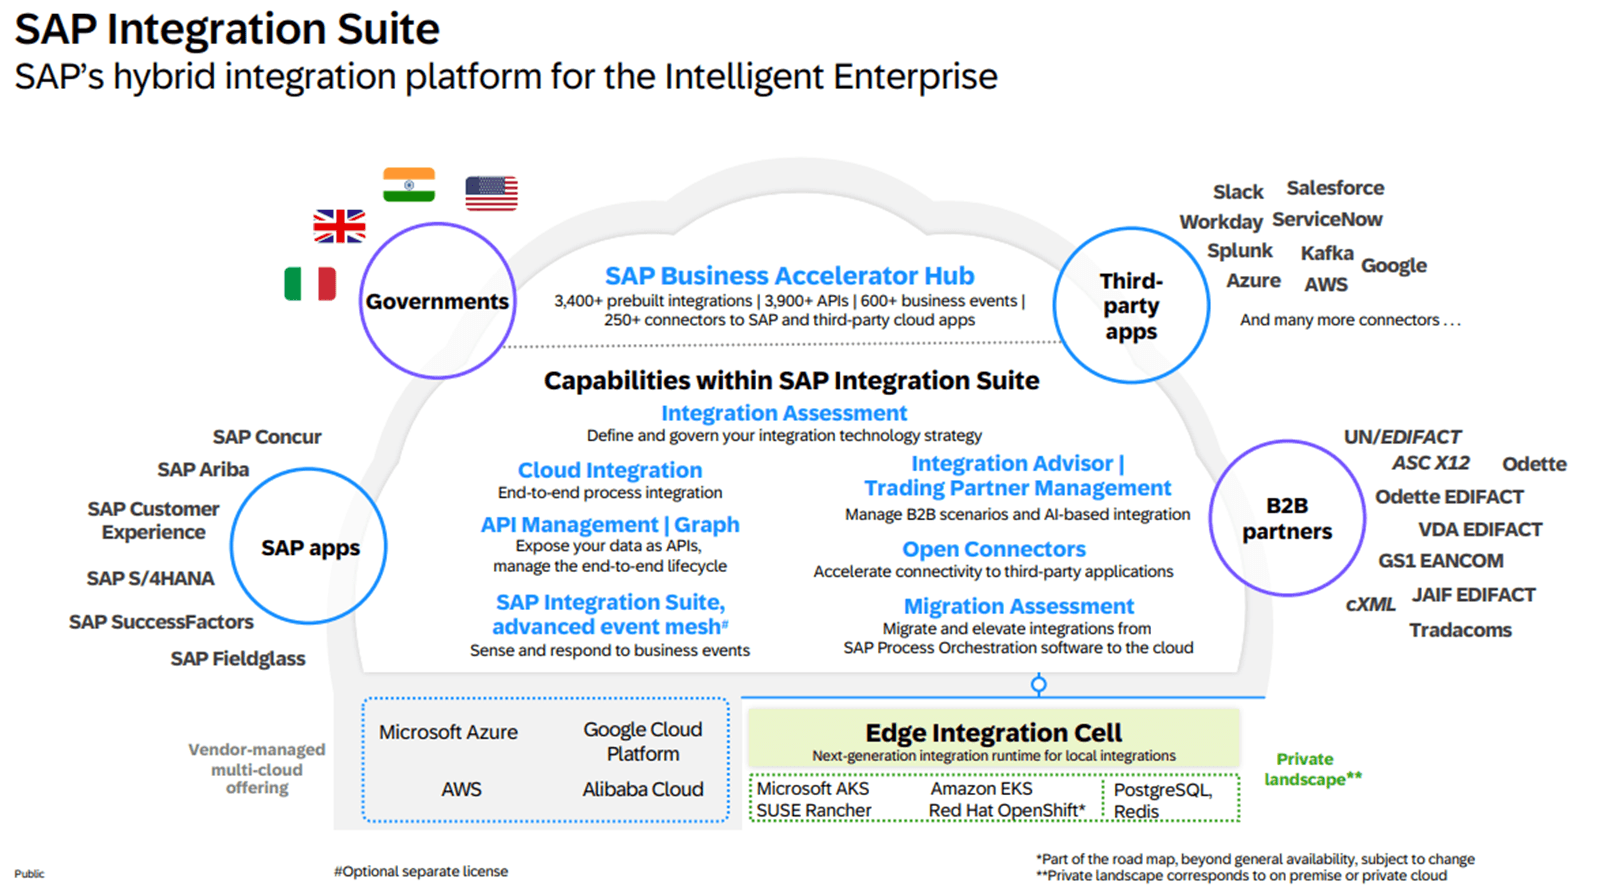 SAP Integration Suite
SAP’s hybrid integration platform for the Intelligent Enterprise
Governments
SAP Business Accelerator Hub
3,400+ prebuilt integrations | 3,900+ APIs | 600+ business events |
250+ connectors to SAP and third-party cloud apps
Third-
party
apps
Slack
Salesforce
Workday
ServiceNow
Splunk
Kafka
Google
Azure
AWS
And many more connectors ...
Capabilities within SAP Integration Suite
Integration Assessment
Define and govern your integration technology strategy
Cloud Integration
End-to-end process integration
API Management | Graph
Expose your data as APIs,
manage the end-to-end lifecycle
SAP Integration Suite,
advanced event mesh#
Sense and respond to business events
Integration Advisor |
Trading Partner Management
Manage B2B scenarios and AI-based integration
Open Connectors
Accelerate connectivity to third-party applications
Migration Assessment
Migrate and elevate integrations from
SAP Process Orchestration software to the cloud
SAP Concur
SAP Ariba
SAP Customer
Experience
SAP S/4HANA
SAP SuccessFactors
SAP Fieldglass
SAP apps
B2B
partners
UN/EDIFACT
ASC X12
Odette
Odette EDIFACT
VDA EDIFACT
GS1 EANCOM
JAIF EDIFACT
cXML
Tradacoms
Vendor-managed
multi-cloud
offering
Microsoft Azure
Google Cloud
Platform
AWS
Alibaba Cloud
Edge Integration Cell
Next-generation integration runtime for local integrations
Microsoft AKS
SUSE Rancher
Amazon EKS
Red Hat OpenShift*
PostgreSQL,
Redis
Private
landscape**
Public
#Optional separate license
*Part of the road map, beyond general availability, subject to change
**Private landscape corresponds to on premise or private cloud